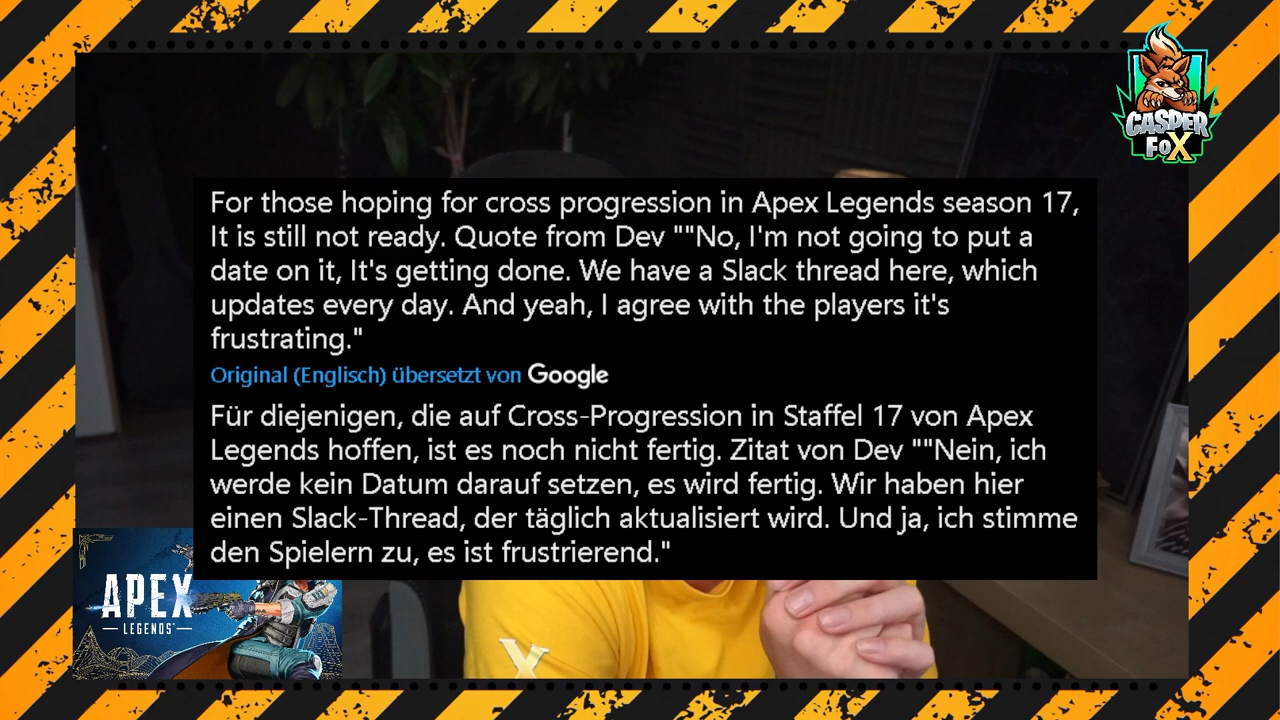 CASPER
FOX
For those hoping for cross progression in Apex Legends season 17,
It is still not ready. Quote from Dev ""No, I'm not going to put a
date on it, It's getting done. We have a Slack thread here, which
updates every day. And yeah, I agree with the players it's
frustrating."
Original (Englisch) übersetzt von Google
Für diejenigen, die auf Cross-Progression in Staffel 17 von Apex
Legends hoffen, ist es noch nicht fertig. Zitat von Dev ""Nein, ich
werde kein Datum darauf setzen, es wird fertig. Wir haben hier
einen Slack-Thread, der täglich aktualisiert wird. Und ja, ich stimme
den Spielern zu, es ist frustrierend."
APEX
LEGENDS
X